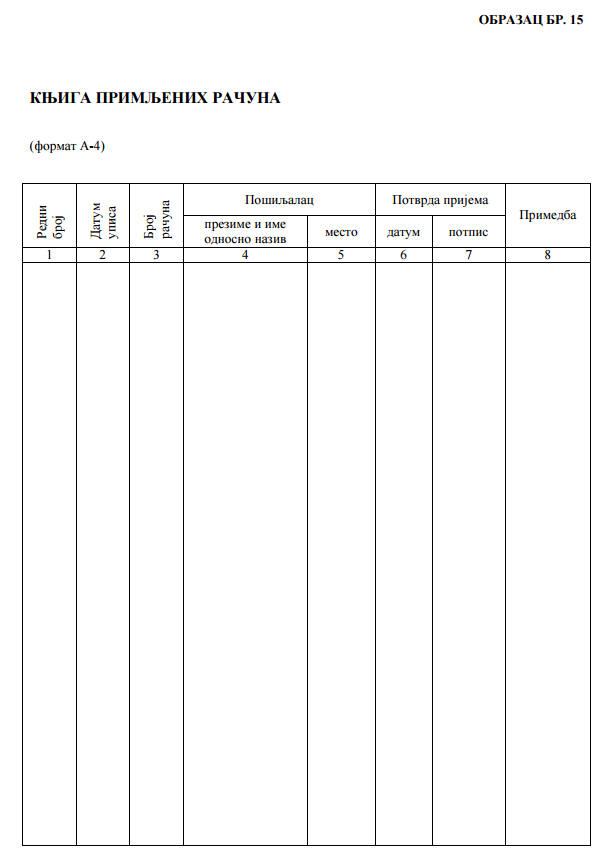 ОБРАЗАЦ БР. 15
КЊИГА ПРИМЉЕНИХ РАЧУНА
(формат А-4)
Редни
број
Датум
уписа
Број
рачуна
Пошиљалац
Потврда пријема
Примедба
презиме и име
односно назив
место
датум
потпис
1 2 3 4 5 6 7 8